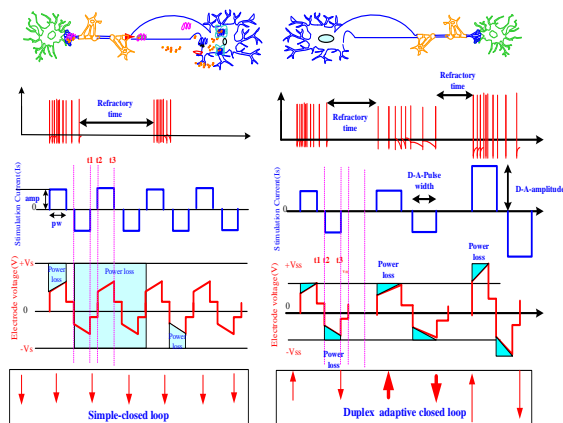 Refractory
time
t1 t2 t3
Stimulation Current(Is)
amp
0
pw
+Vs
Power
loss
Power loss
Electrode voltage(V)
0
Power
loss
-Vs
Simple-closed loop
Refractory
time
Refractory
time
Stimulation Current(Is)
0
D-A-Pulse
width
D-A-amplitude
+Vss
t1 t2 t3
Power
loss
Power
loss
Electrode voltage(V)
0
Power
loss
-Vss
Duplex adaptive closed loop